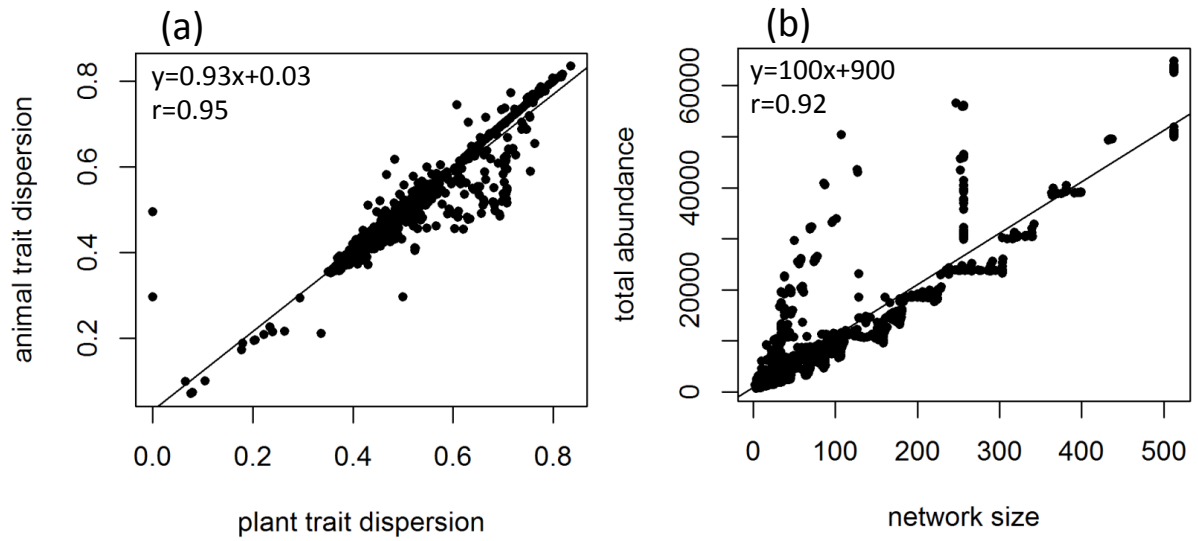 (a)
y=0.93x+0.03
r=0.95
animal trait dispersion
0.8
0.6
0.4
0.2
0.0 0.2 0.4 0.6 0.8
plant trait dispersion
(b)
y=100x+900
r=0.92
total abundance
60000
40000
20000
0
0 100 200 300 400 500
network size